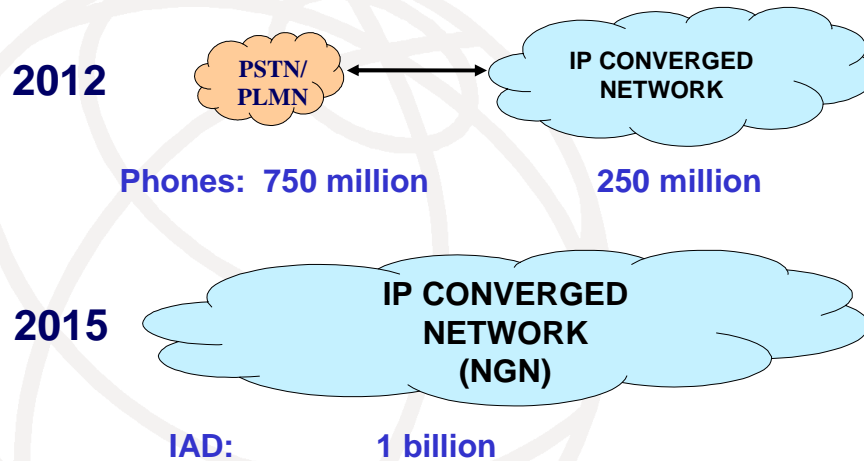 2012
PSTN/
PLMN
IP CONVERGED
NETWORK
Phones: 750 million 250 million
2015
IP CONVERGED
NETWORK
(NGN)
IAD: 1 billion